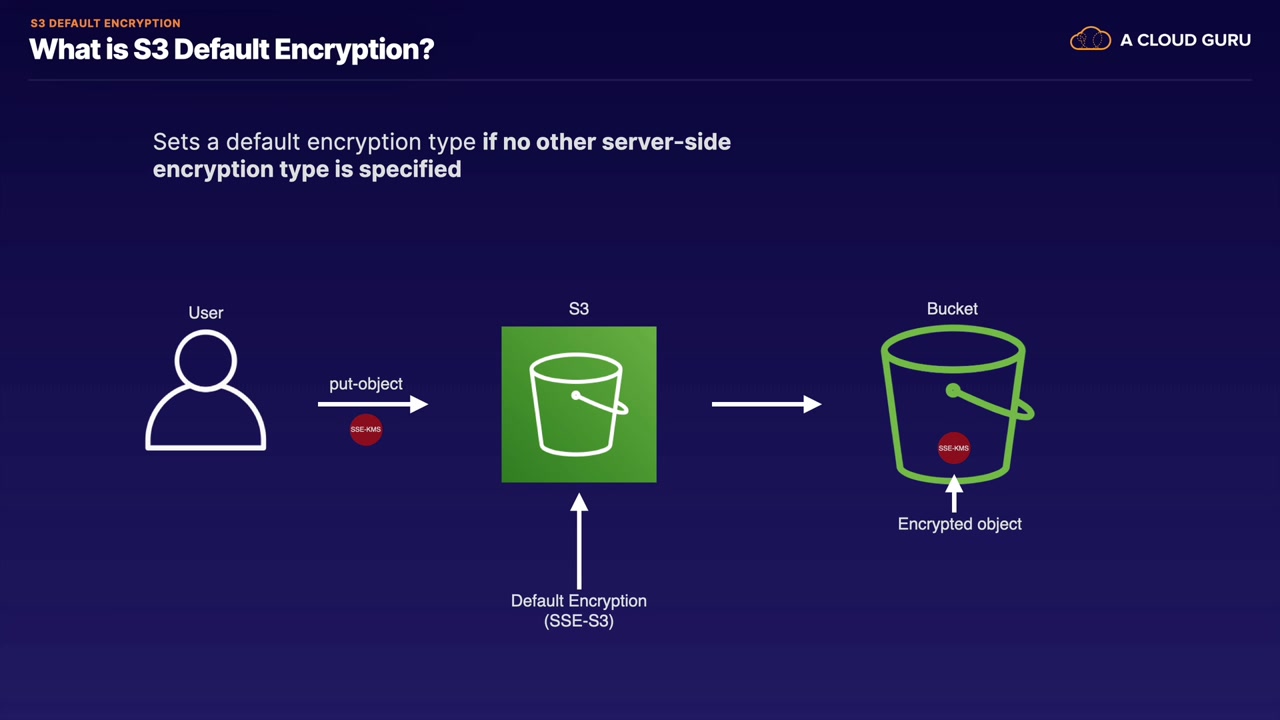 S3 DEFAULT ENCRYPTION
What is S3 Default Encryption?
A CLOUD GURU
Sets a default encryption type if no other server-side
encryption type is specified
User
S3
Bucket
put-object
SSE-KMS
SSE-KMS
Encrypted object
Default Encryption
(SSE-S3)